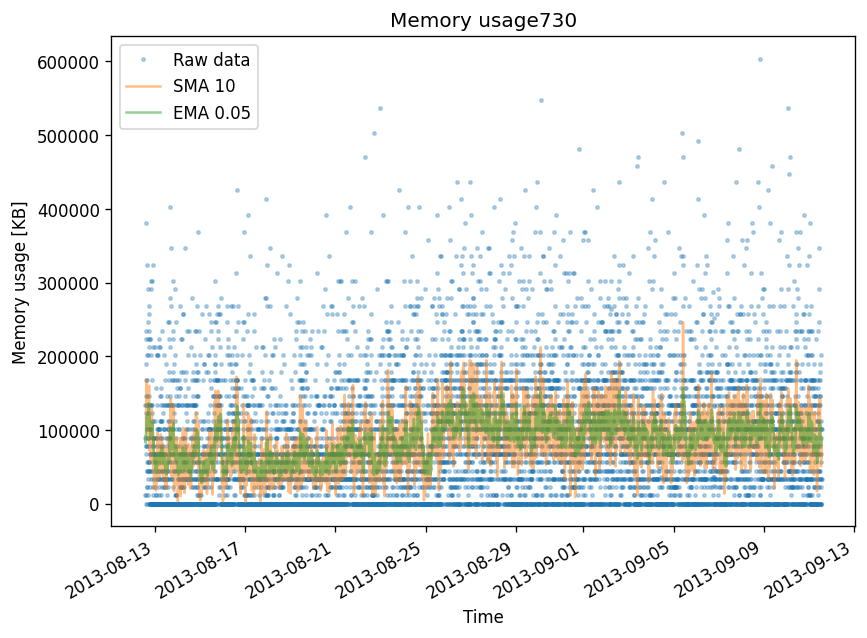 Memory usage730
Raw data
SMA 10
EMA 0.05
Memory usage [KB]
600000
500000
400000
300000
200000
100000
0
2013-08-13
2013-08-17
2013-08-21
2013-08-25
2013-08-29
2013-09-01
2013-09-05
2013-09-09
2013-09-13
Time